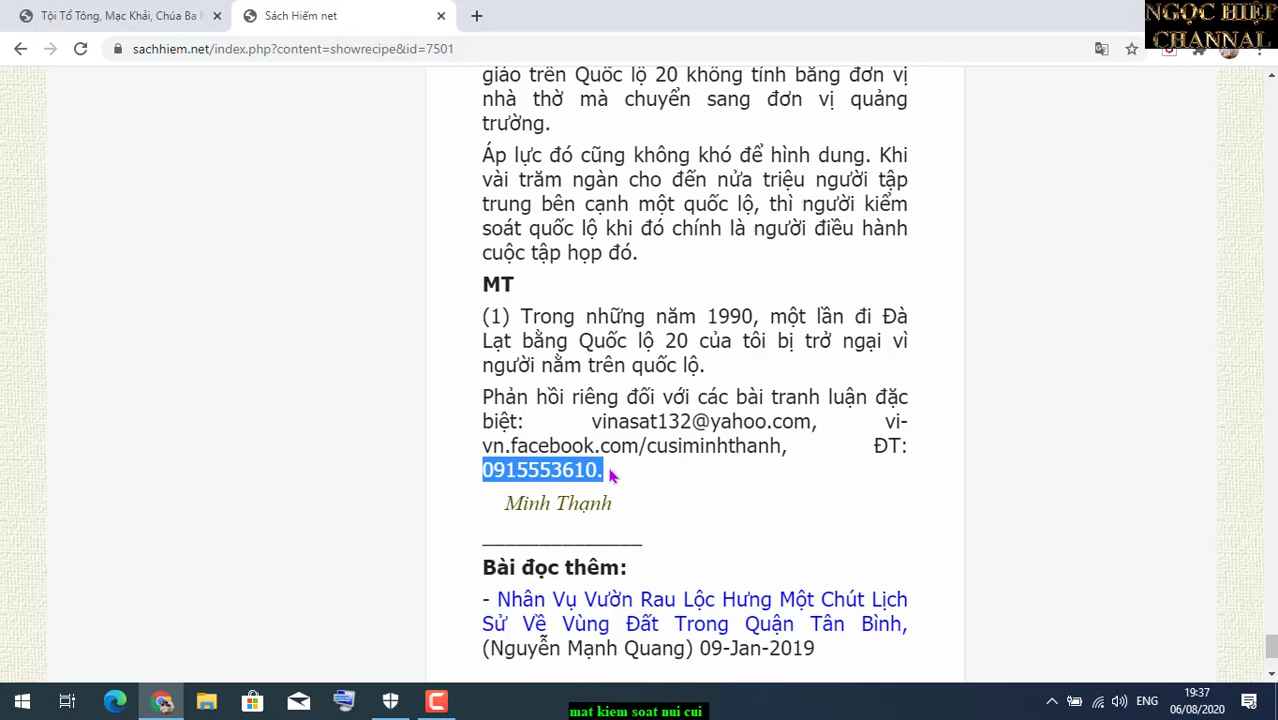 Tội Tổ Tông, Mạc Khải, Chúa Ba N
Sách Hiếm net
NGỌC HIỆP
CHANNAL
sachhiem.net/index.php?content=showrecipe&id=7501
giáo trên Quốc lộ 20 không tính bằng đơn vị
nhà thờ mà chuyển sang đơn vị quảng
trường.
Áp lực đó cũng không khó để hình dung. Khi
vài trăm ngàn cho đến nửa triệu người tập
trung bên cạnh một quốc lộ, thì người kiểm
soát quốc lộ khi đó chính là người điều hành
cuộc tập họp đó.
MT
(1) Trong những năm 1990, một lần đi Đà
Lạt bằng Quốc lộ 20 của tôi bị trở ngại vì
người nằm trên quốc lộ.
Phản hồi riêng đối với các bài tranh luận đặc
biệt: vinasat132@yahoo.com, vi-
vn.facebook.com/cusiminhthanh, ĐT:
0915553610.
Minh Thạnh
_______________
Bài đọc thêm:
- Nhân Vụ Vườn Rau Lộc Hưng Một Chút Lịch
Sử Về Vùng Đất Trong Quận Tân Bình,
(Nguyễn Mạnh Quang) 09-Jan-2019
ENG
19:37
06/08/2020
mat kiem soat nui cui